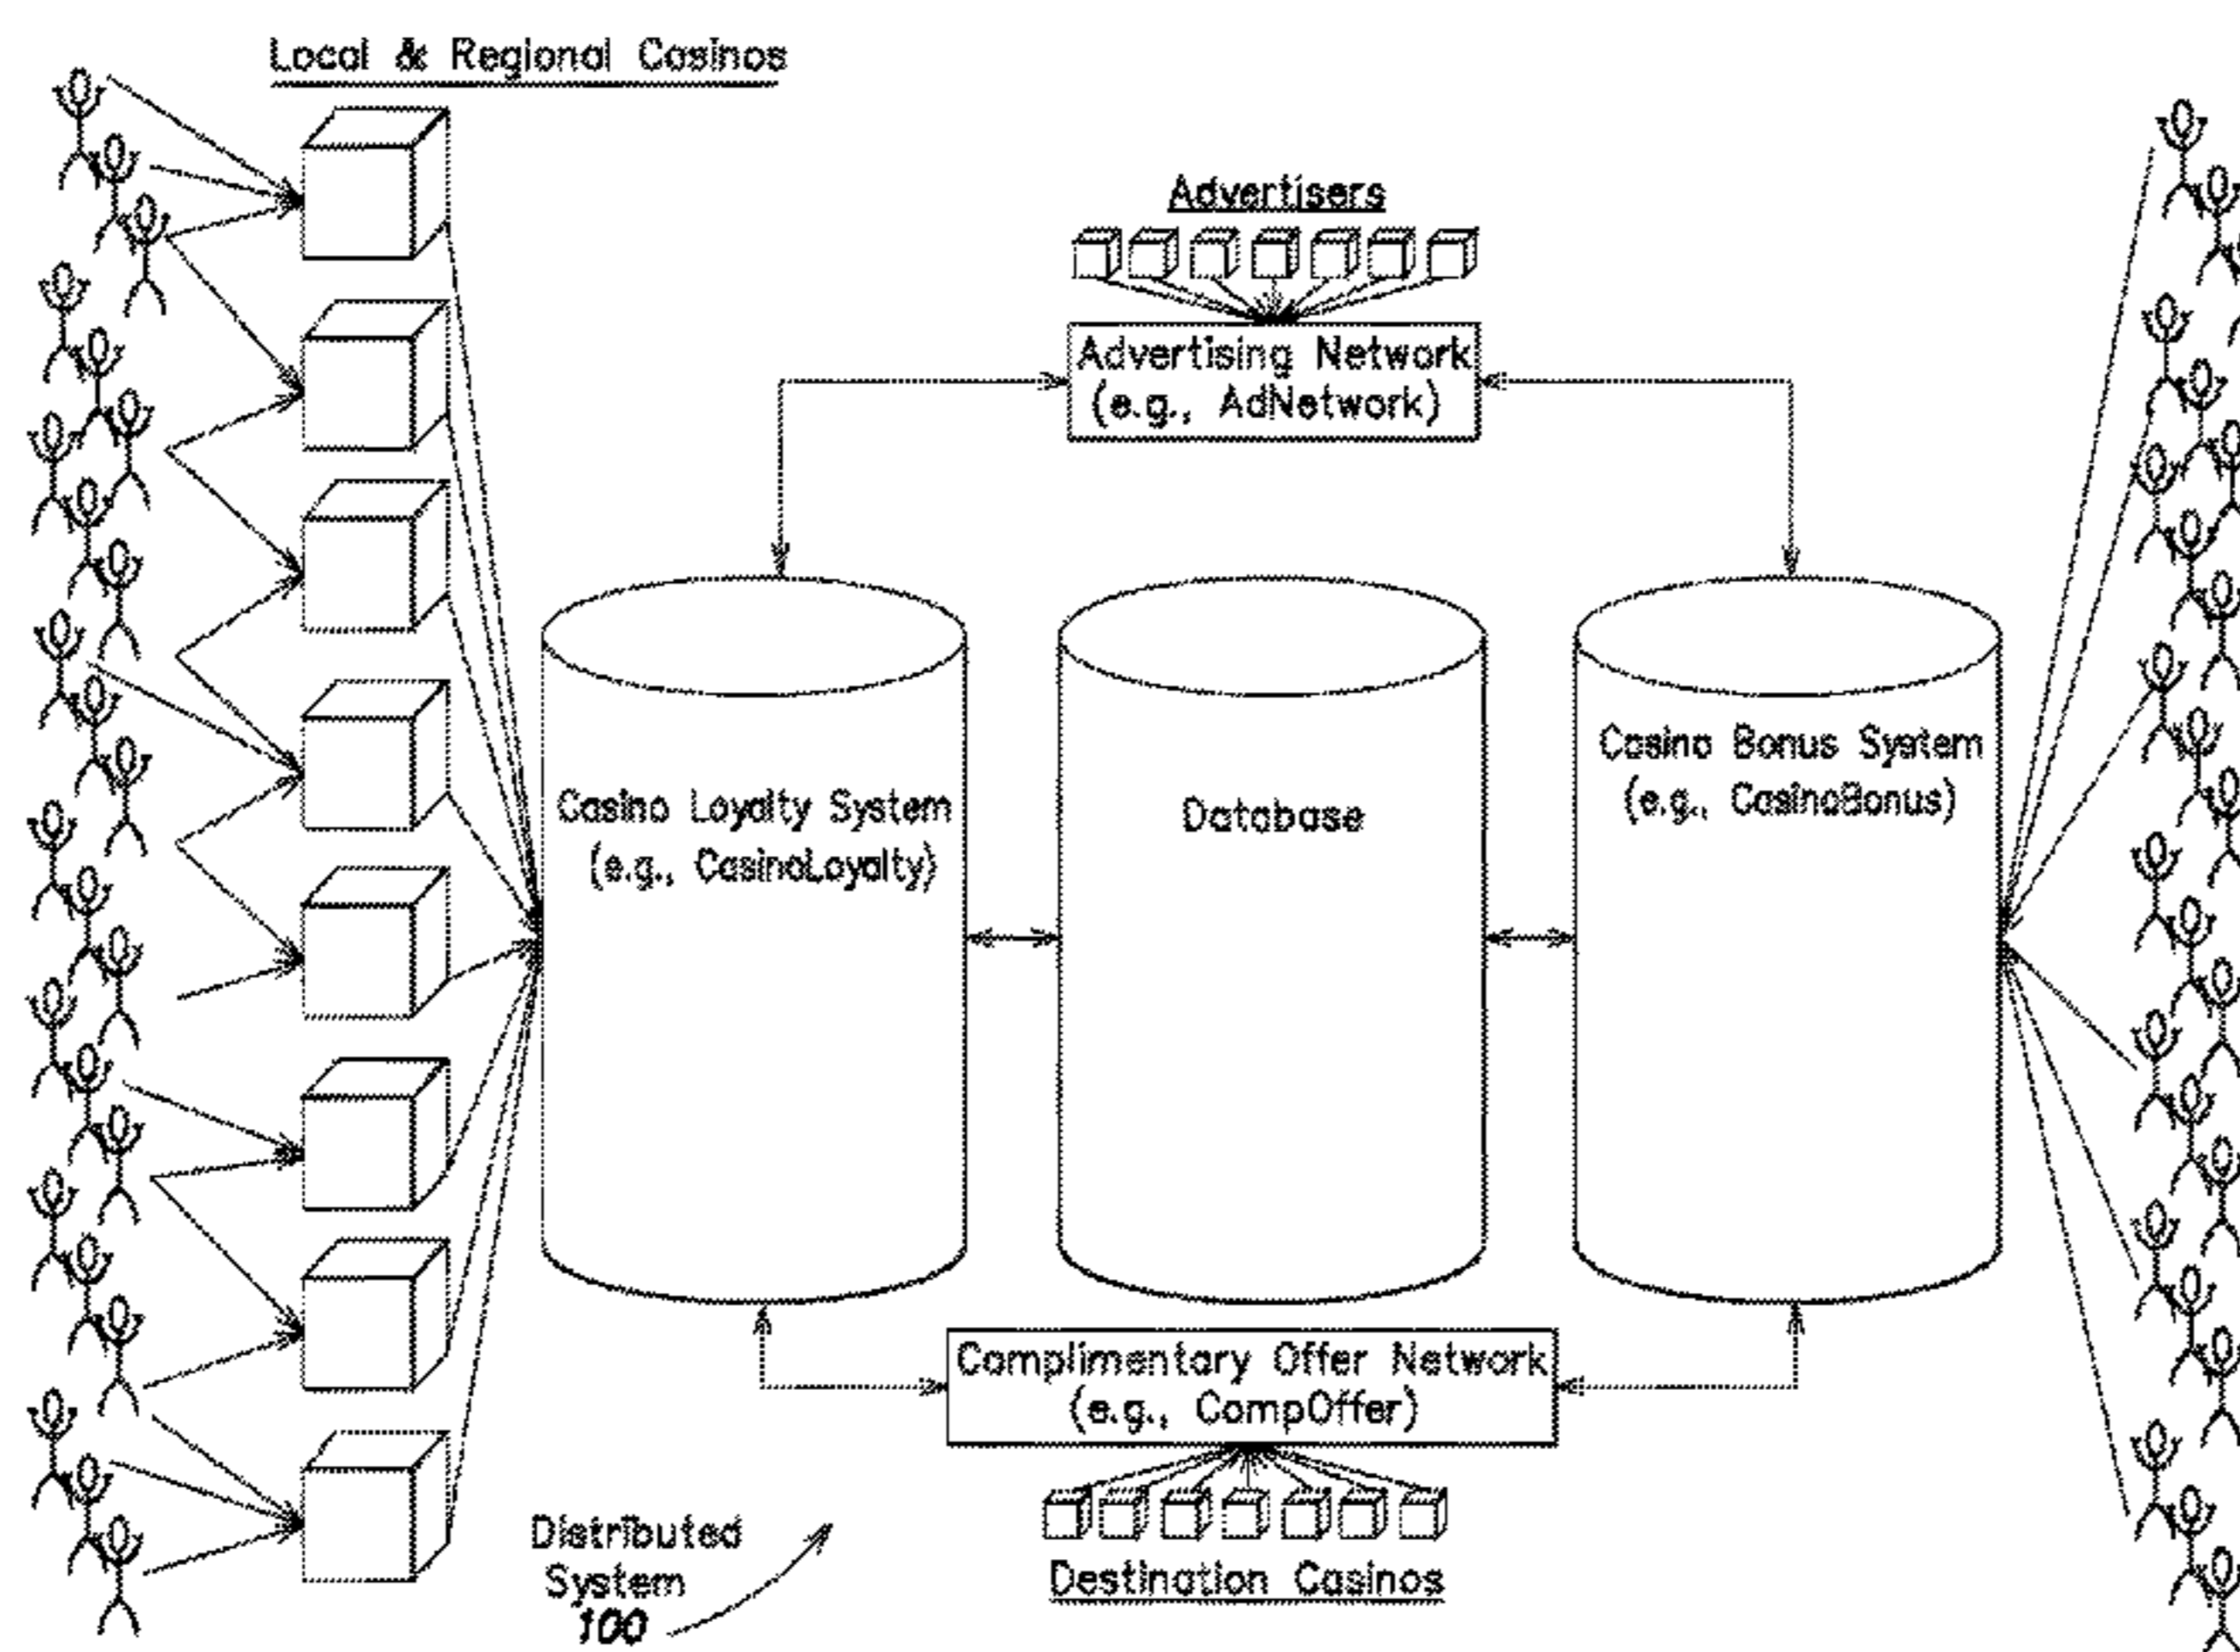 Local & Regional Casinos
Advertisers
Advertising Network
(e.g., AdNetwork)
Casino Loyalty System
(e.g., CasinoLoyalty)
Database
Casino Bonus System
(e.g., CasinoBonus)
Complimentary Offer Network
(e.g., CompOffer)
Destination Casinos
Distributed
System
100